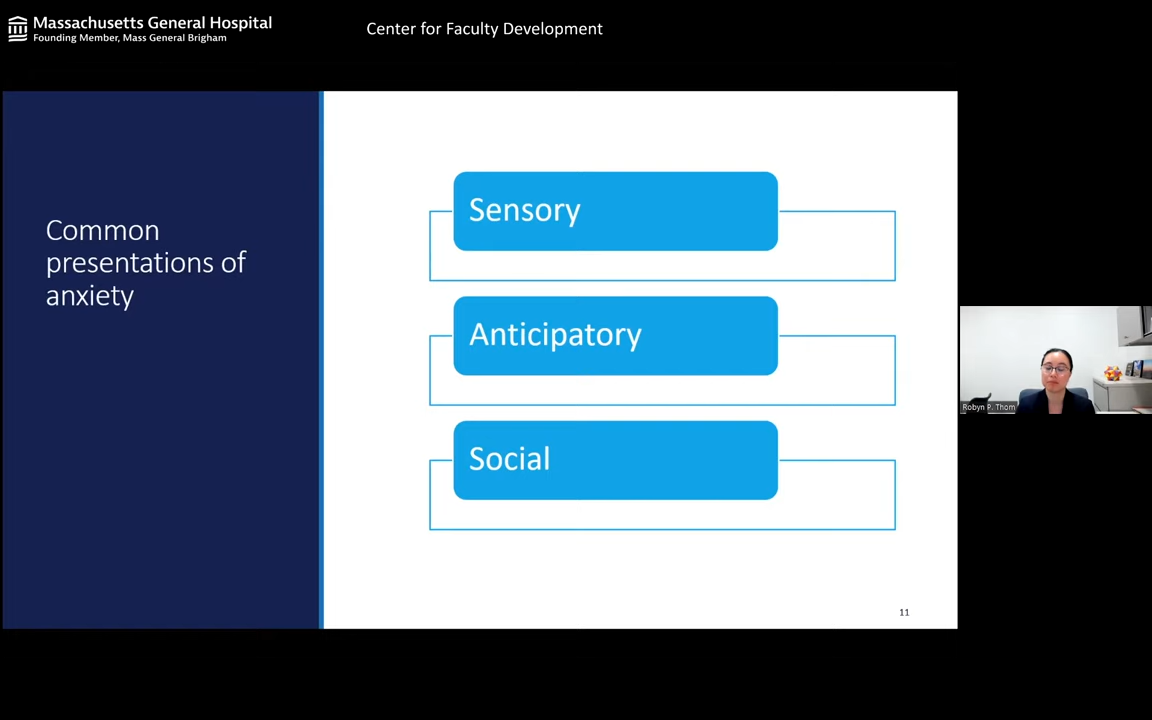 Massachusetts General Hospital
Founding Member, Mass General Brigham
Center for Faculty Development
Common
presentations of
anxiety
Sensory
Anticipatory
Social
Robyn P. Thom
11